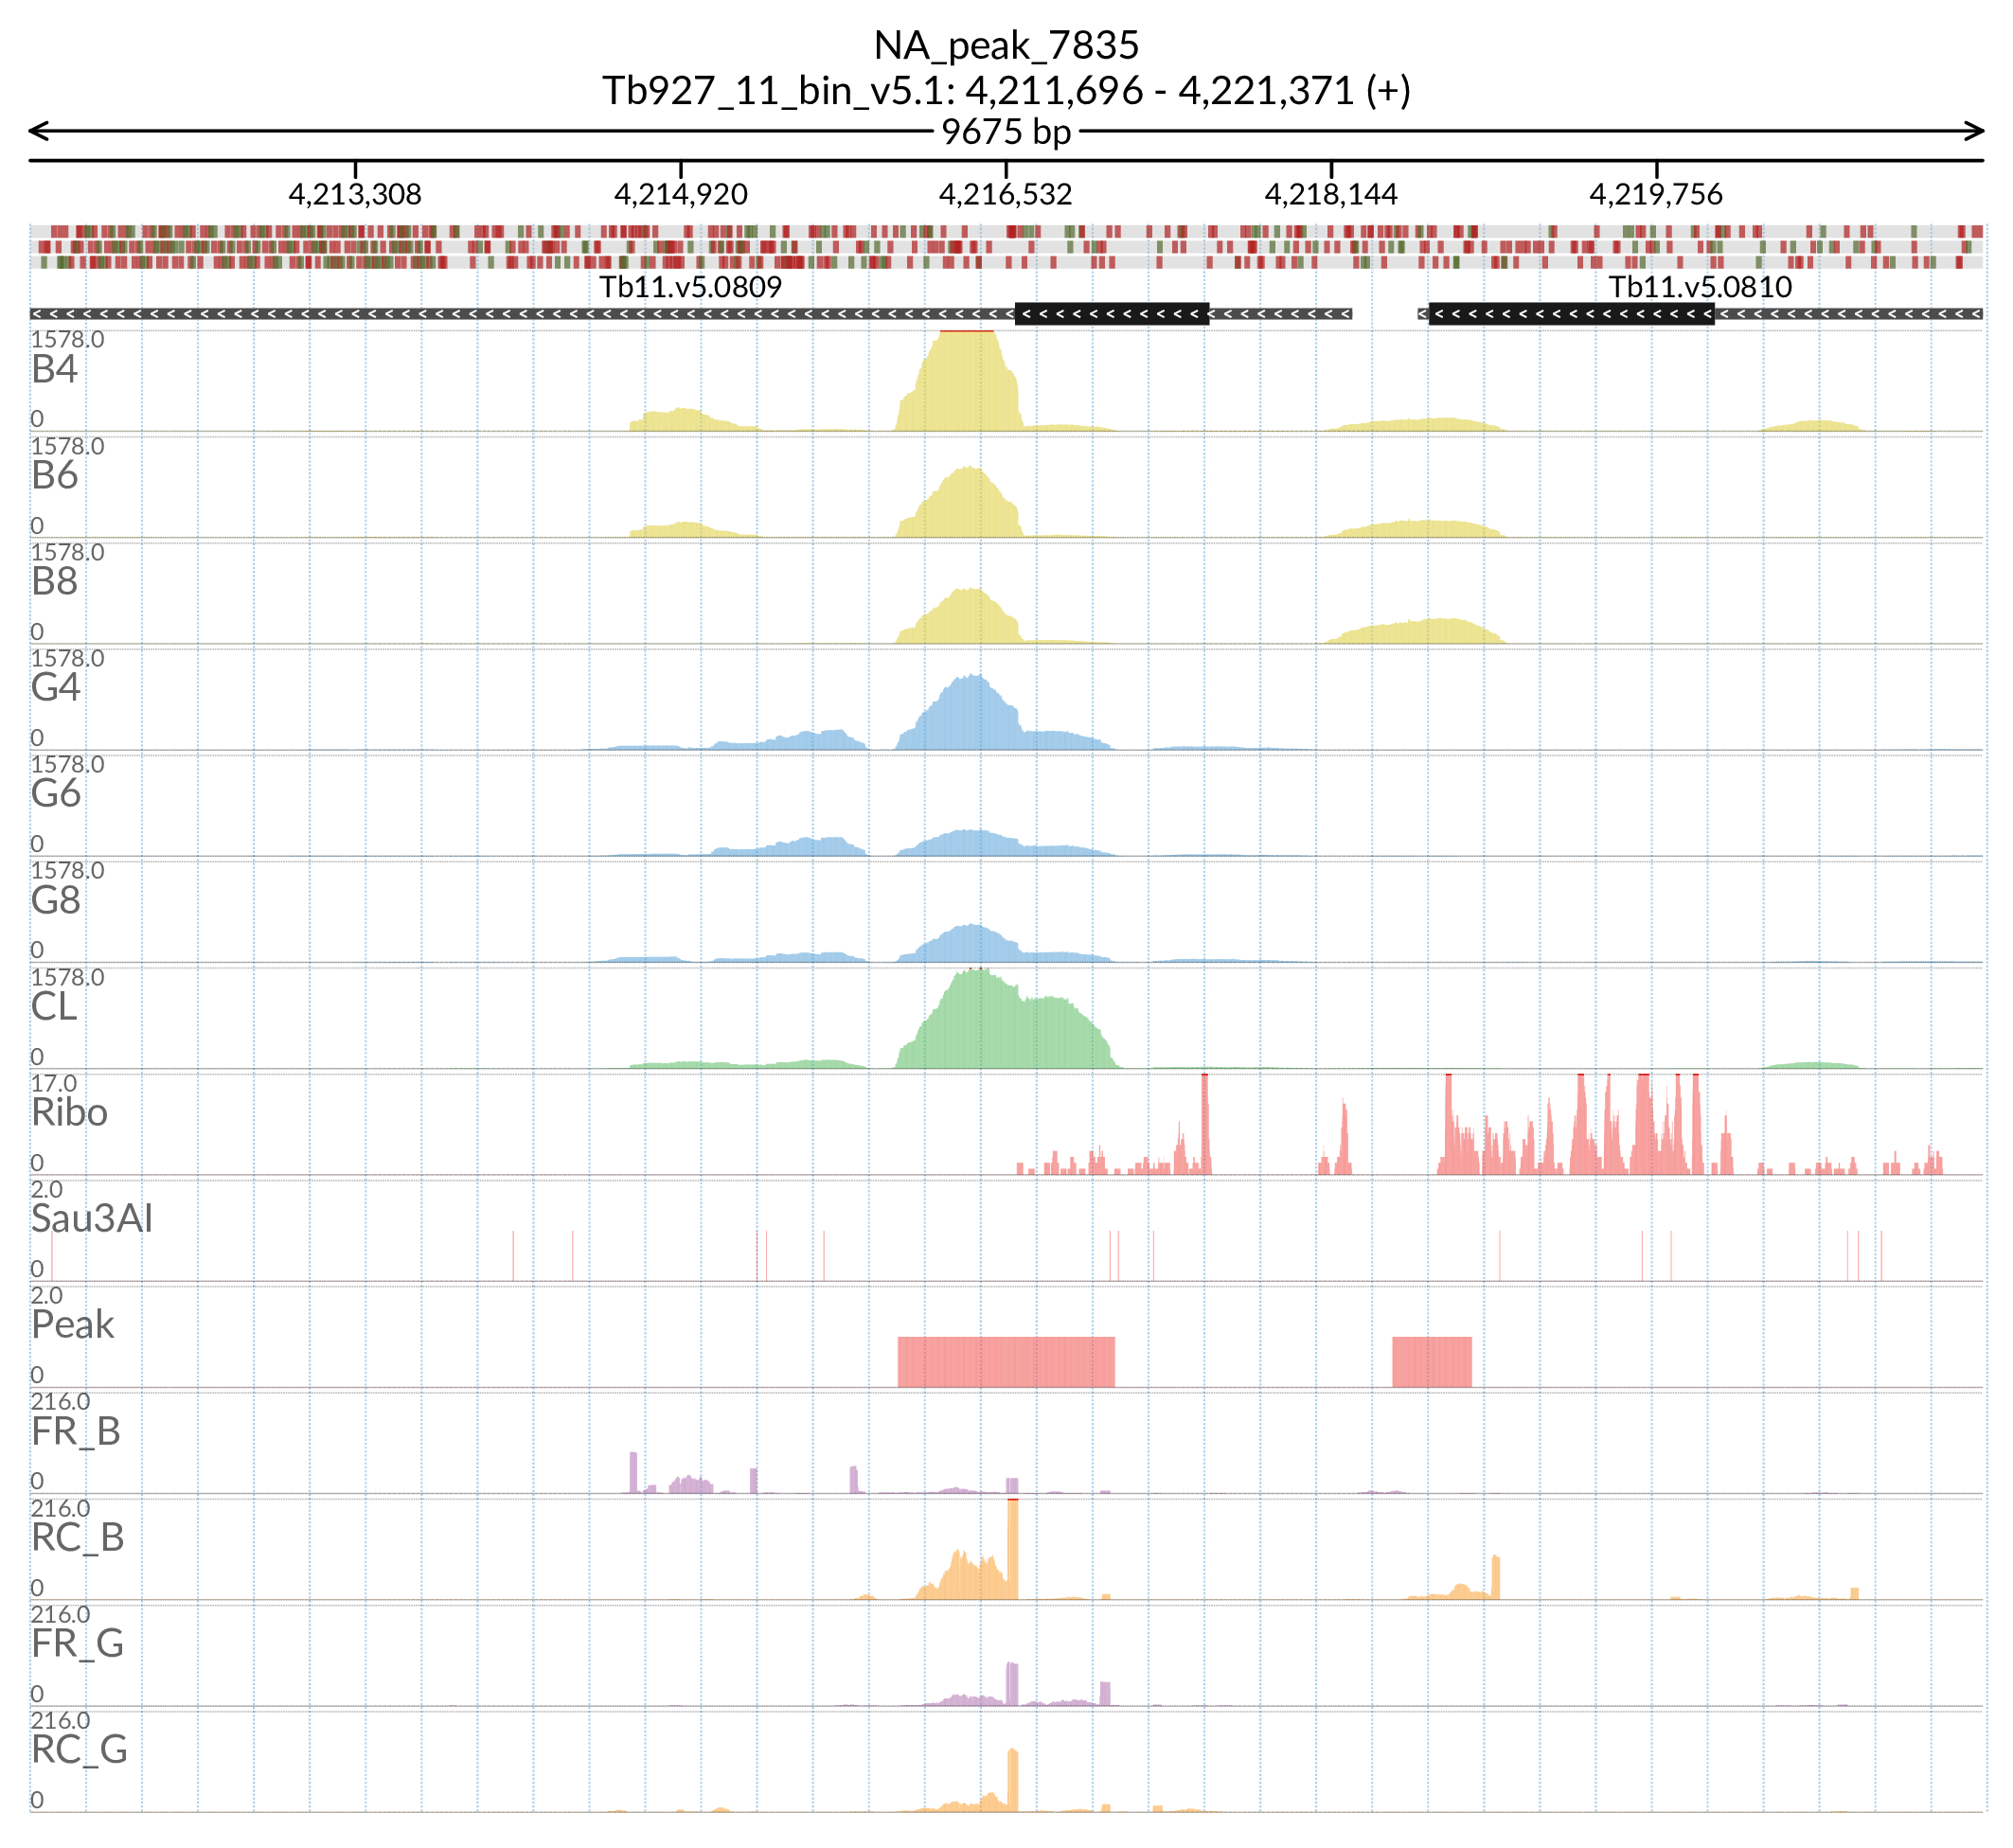 NA_peak_7835
Tb927_11_bin_v5.1: 4,211,696 - 4,221,371 (+)
9675 bp
4,213,308 4,214,920 4,216,532 4,218,144 4,219,756
Tb11.v5.0809 Tb11.v5.0810
1578.0
B4
0
1578.0
B6
0
1578.0
B8
0
1578.0
G4
0
1578.0
G6
0
1578.0
G8
0
1578.0
CL
0
17.0
Ribo
0
2.0
Sau3AI
0
2.0
Peak
0
216.0
FR_B
0
216.0
RC_B
0
216.0
FR_G
0
216.0
RC_G
0